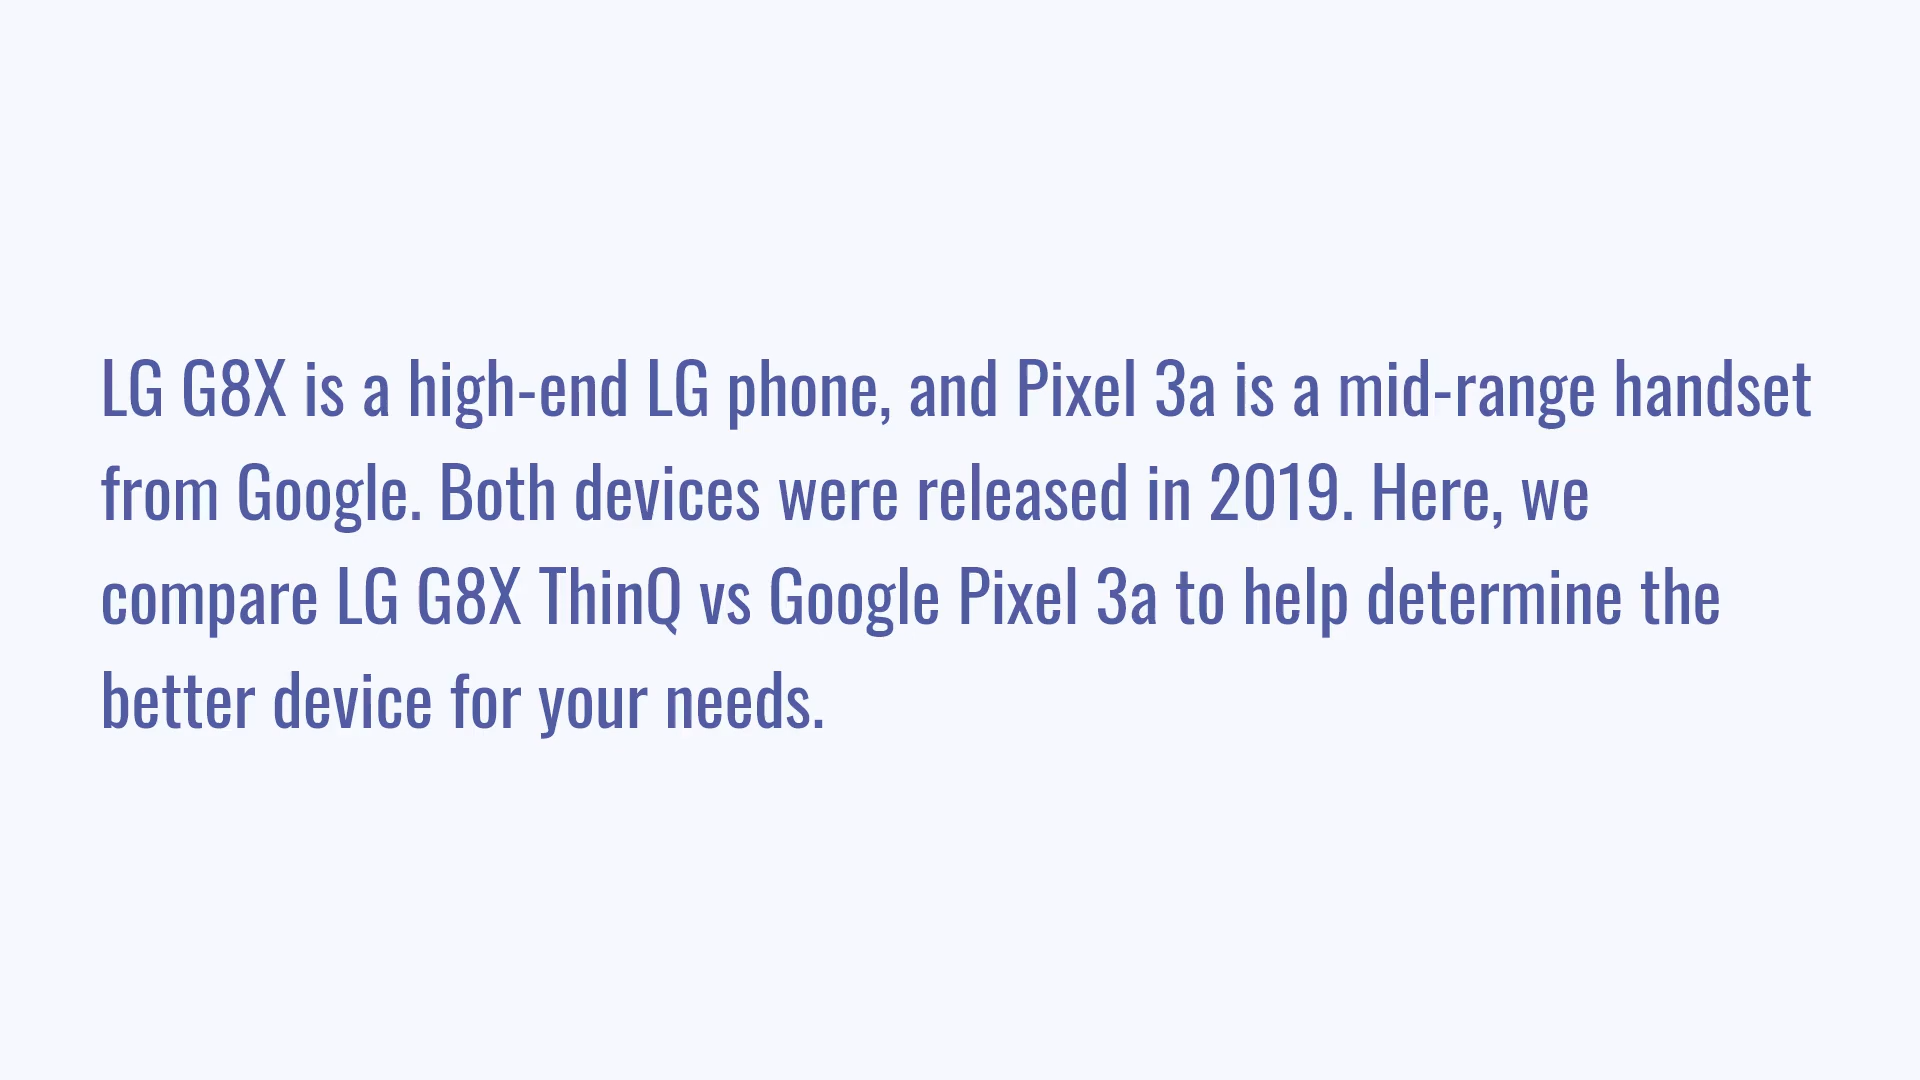 LG G8X is a high-end LG phone, and Pixel 3a is a mid-range handset
from Google. Both devices were released in 2019. Here, we
compare LG G8X ThinQ vs Google Pixel 3a to help determine the
better device for your needs.